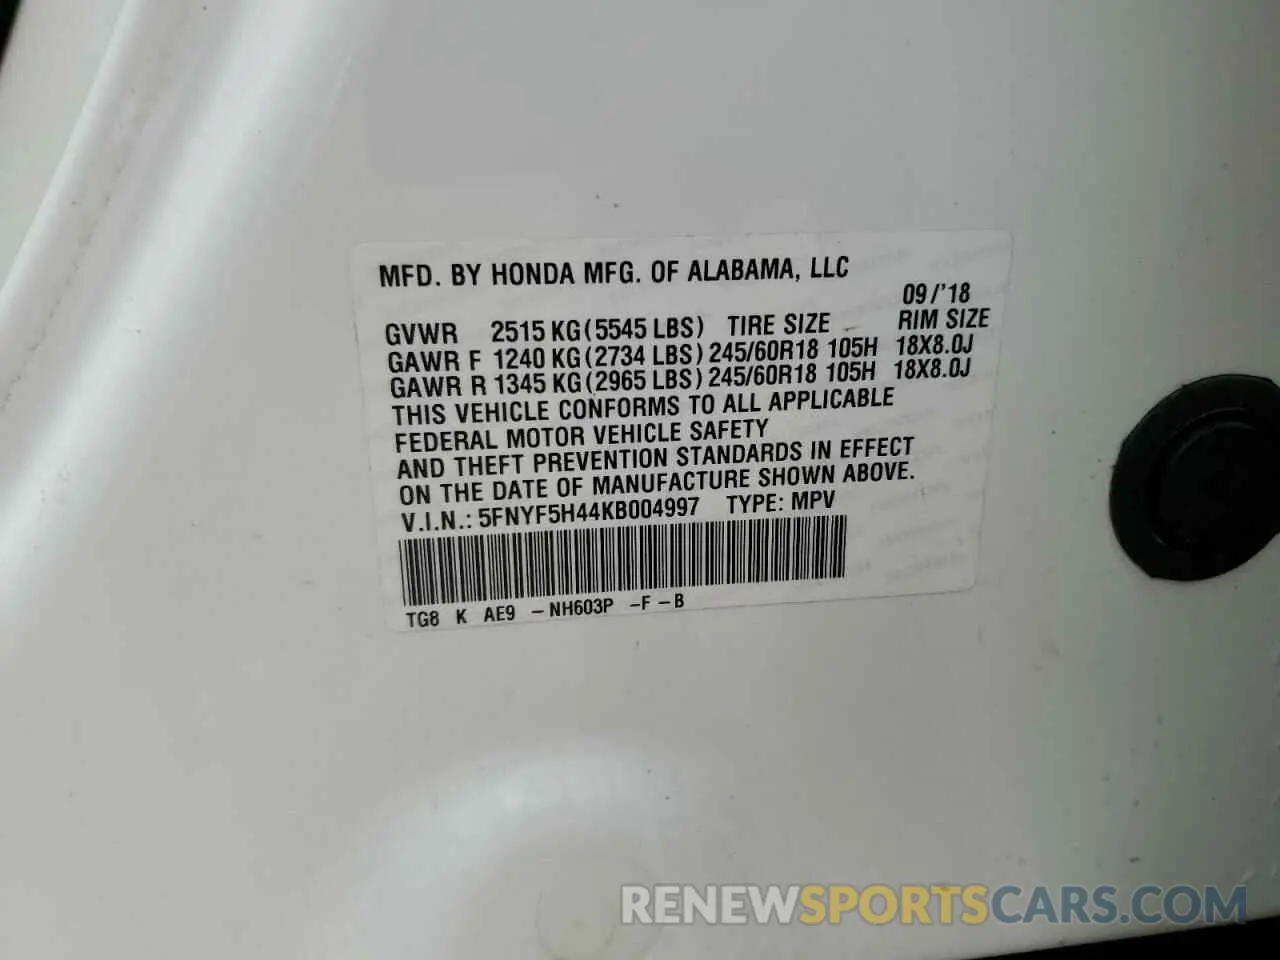 MFD. BY HONDA MFG. OF ALABAMA, LLC
09/'18
GVWR 2515 KG (5545 LBS) TIRE SIZE RIM SIZE
GAWR F 1240 KG (2734 LBS) 245/60R18 105H 18X8.0J
GAWR R 1345 KG (2965 LBS) 245/60R18 105H 18X8.0J
THIS VEHICLE CONFORMS TO ALL APPLICABLE
FEDERAL MOTOR VEHICLE SAFETY
AND THEFT PREVENTION STANDARDS IN EFFECT
ON THE DATE OF MANUFACTURE SHOWN ABOVE.
V.I.N.: 5FNYF5H44KB004997 TYPE: MPV
TG8 K AE9 -NH603P -F-B
RENEWSPORTSCARS.COM